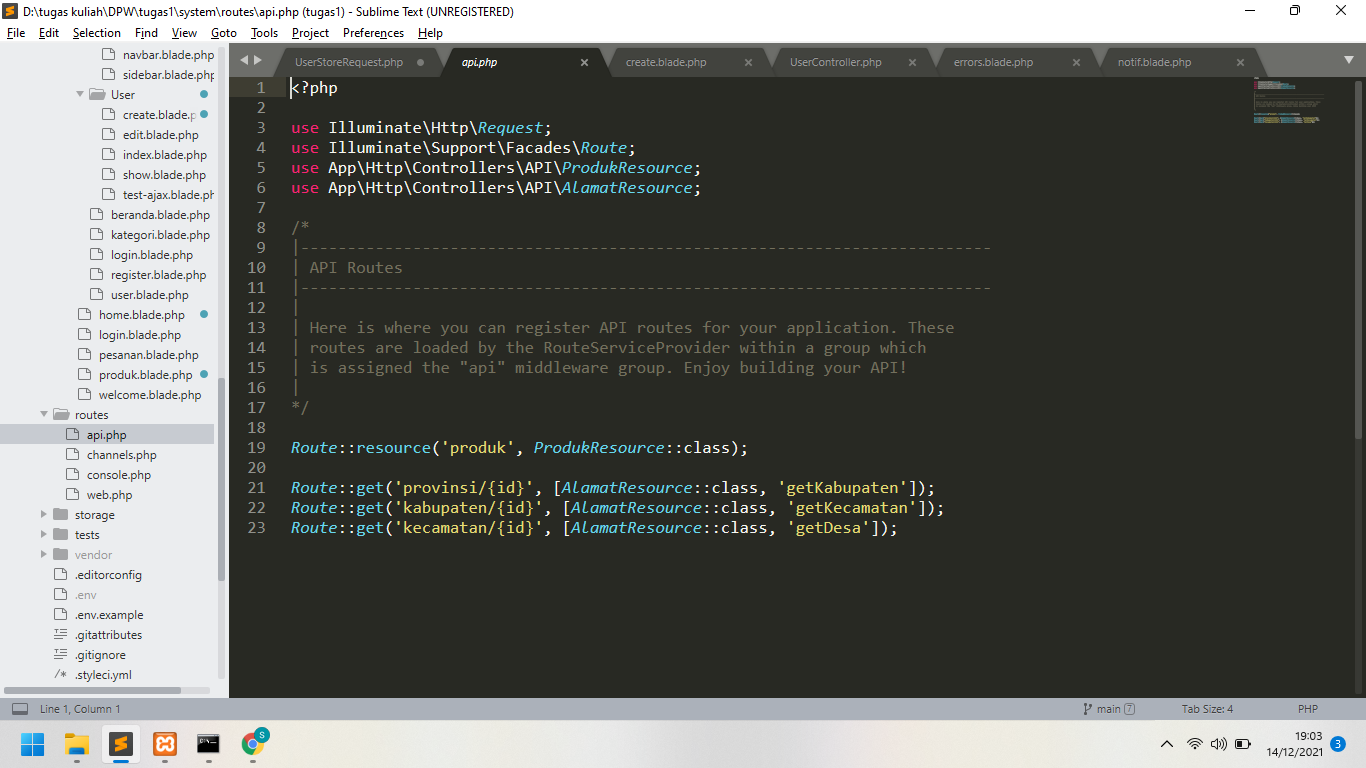 D:\tugas kuliah\DPW\tugas1\system\routes\api.php (tugas1) - Sublime Text (UNREGISTERED)
File Edit Selection Find View Goto Tools Project Preferences Help
UserStoreRequest.php api.php create.blade.php UserController.php errors.blade.php notif.blade.php
navbar.blade.php
sidebar.blade.php
User
create.blade.p
edit.blade.php
index.blade.php
show.blade.php
test-ajax.blade.ph
beranda.blade.php
kategori.blade.php
login.blade.php
register.blade.php
user.blade.php
home.blade.php
login.blade.php
pesanan.blade.php
produk.blade.php
welcome.blade.php
routes
api.php
channels.php
console.php
web.php
storage
tests
vendor
.editorconfig
.env
.env.example
.gitattributes
.gitignore
/* .styleci.yml
1 <?php
2
3 use Illuminate\Http\Request;
4 use Illuminate\Support\Facades\Route;
5 use App\Http\Controllers\API\ProdukResource;
6 use App\Http\Controllers\API\AlamatResource;
7
8 /*
9 |--------------------------------------------------------------------------
10 | API Routes
11 |--------------------------------------------------------------------------
12 |
13 | Here is where you can register API routes for your application. These
14 | routes are loaded by the RouteServiceProvider within a group which
15 | is assigned the "api" middleware group. Enjoy building your API!
16 |
17 */
18
19 Route::resource('produk', ProdukResource::class);
20
21 Route::get('provinsi/{id}', [AlamatResource::class, 'getKabupaten']);
22 Route::get('kabupaten/{id}', [AlamatResource::class, 'getKecamatan']);
23 Route::get('kecamatan/{id}', [AlamatResource::class, 'getDesa']);
Line 1, Column 1 main 7 Tab Size: 4 PHP
S
19:03
14/12/2021 3